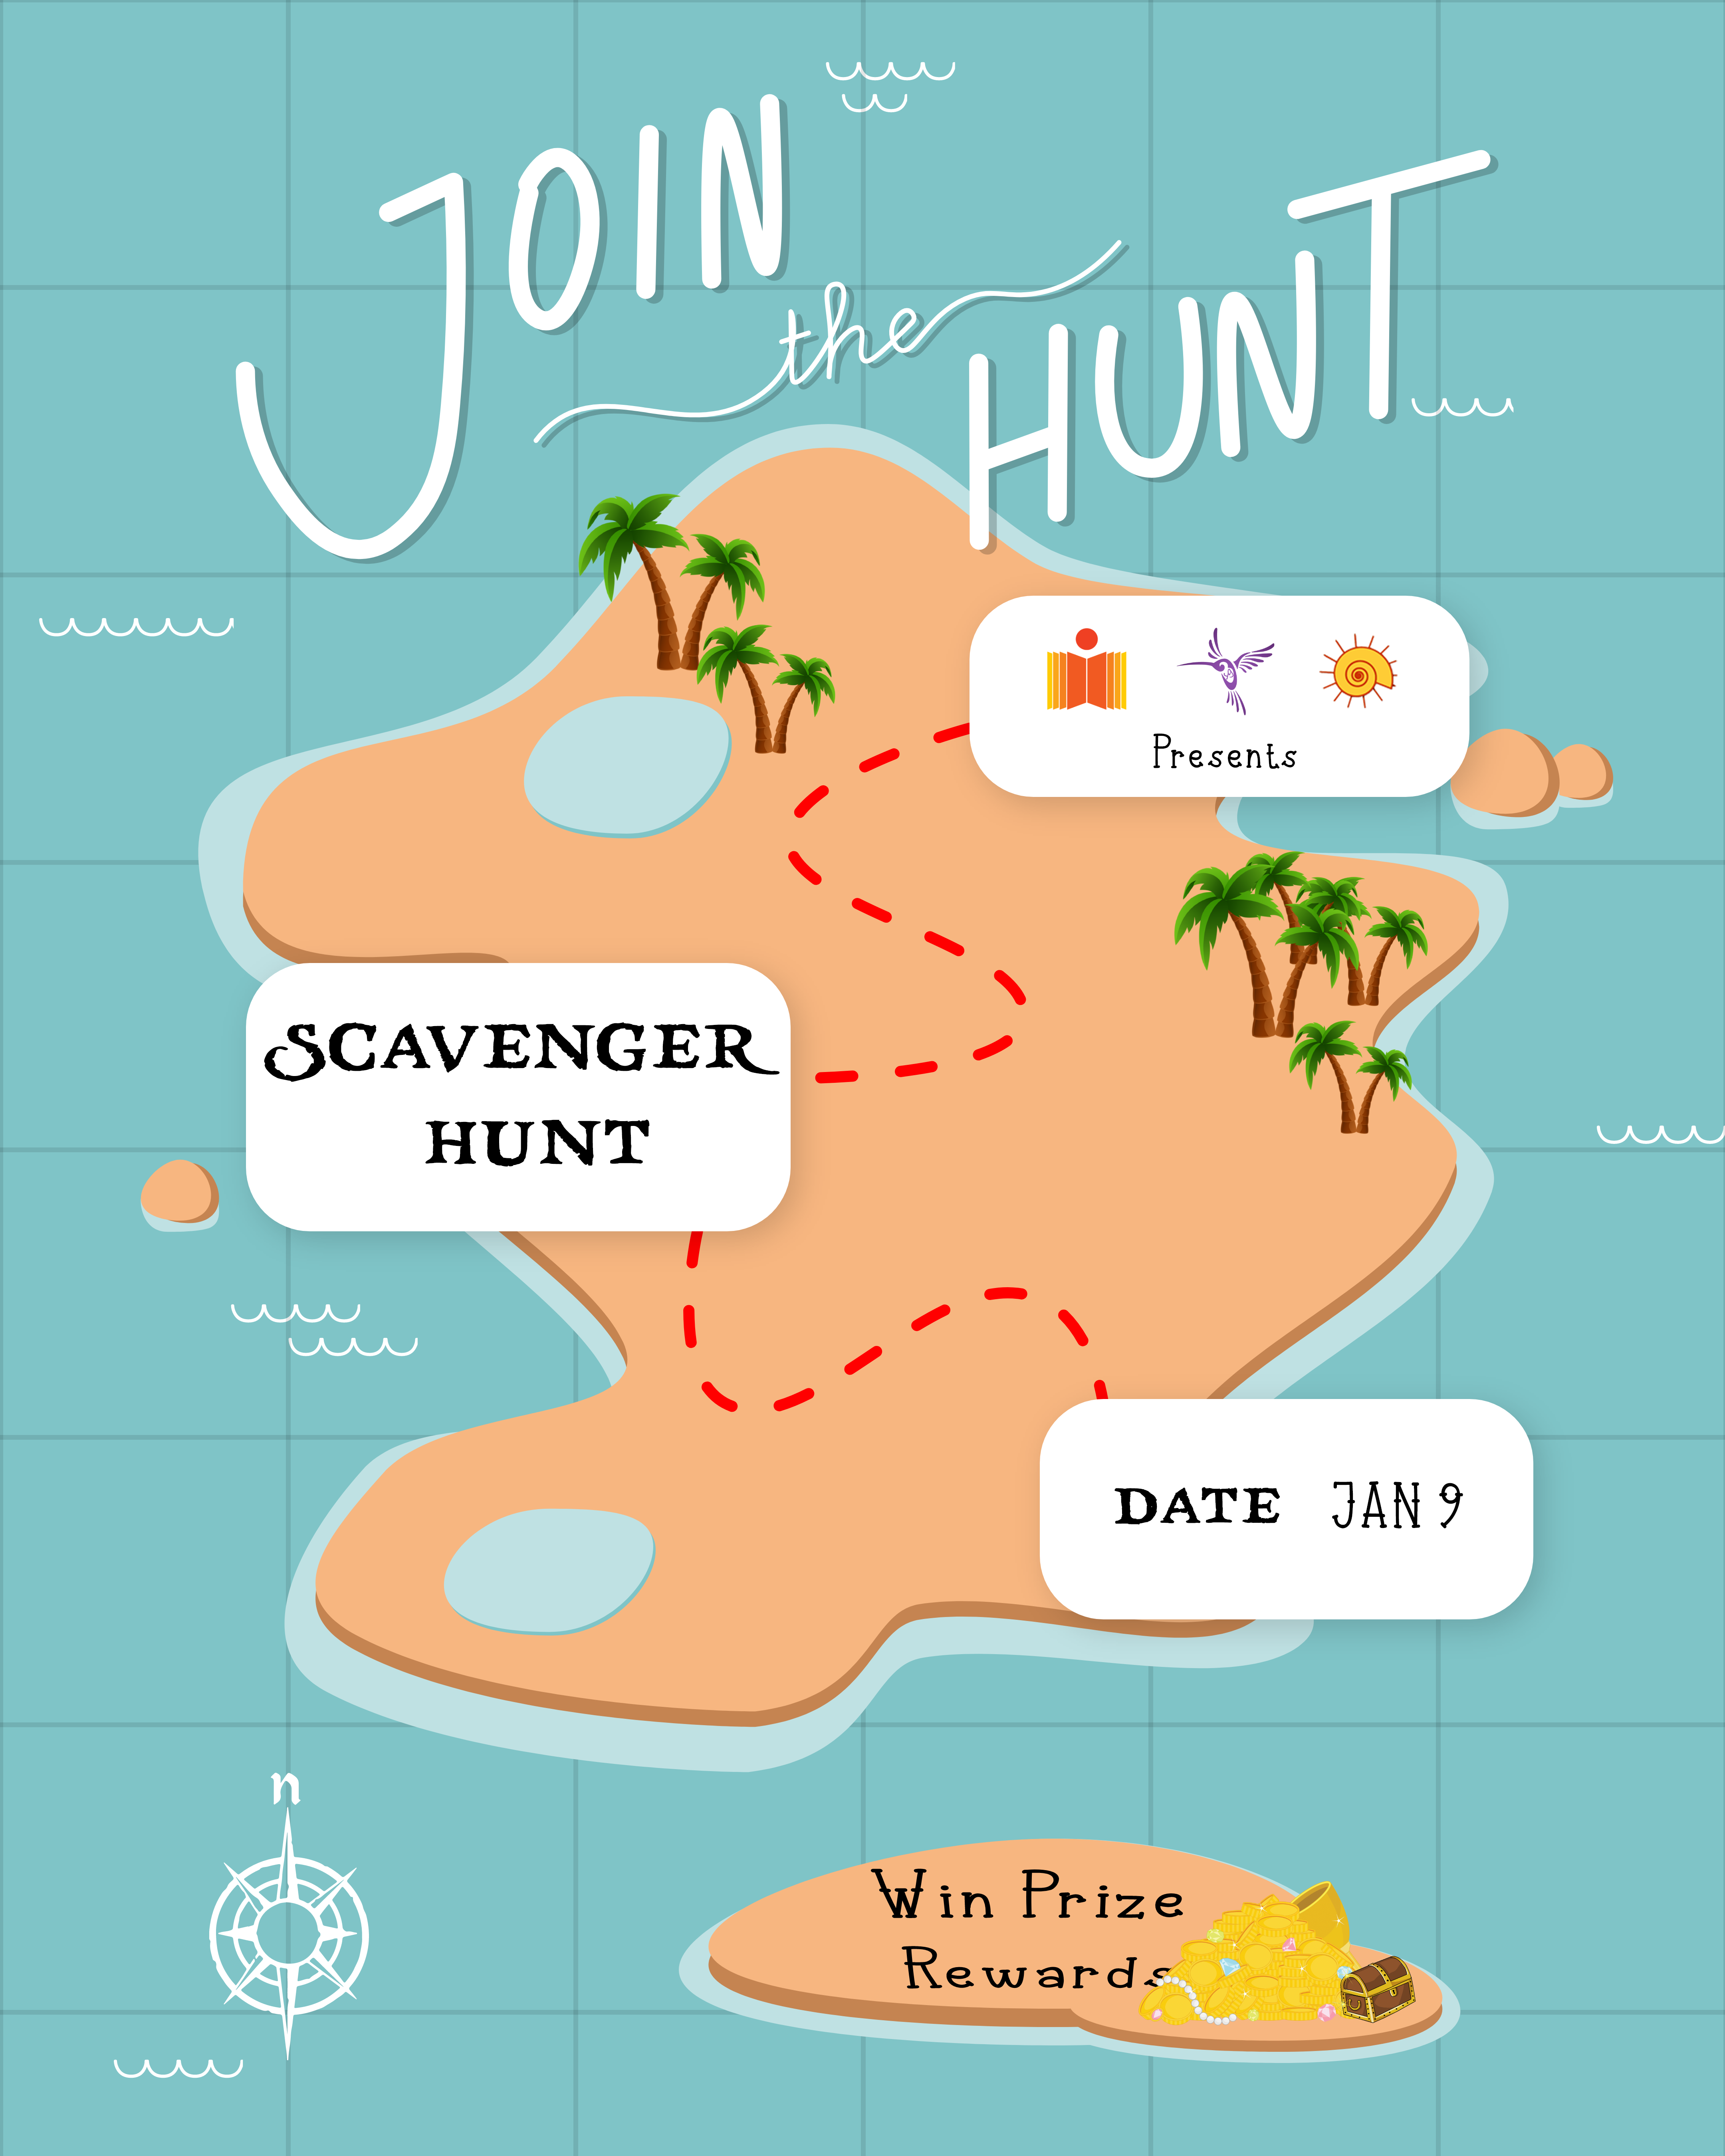 JOIN
the
HUNT
Presents
SCAVENGER
HUNT
DATE JAN 9
n
Win Prize
Rewards